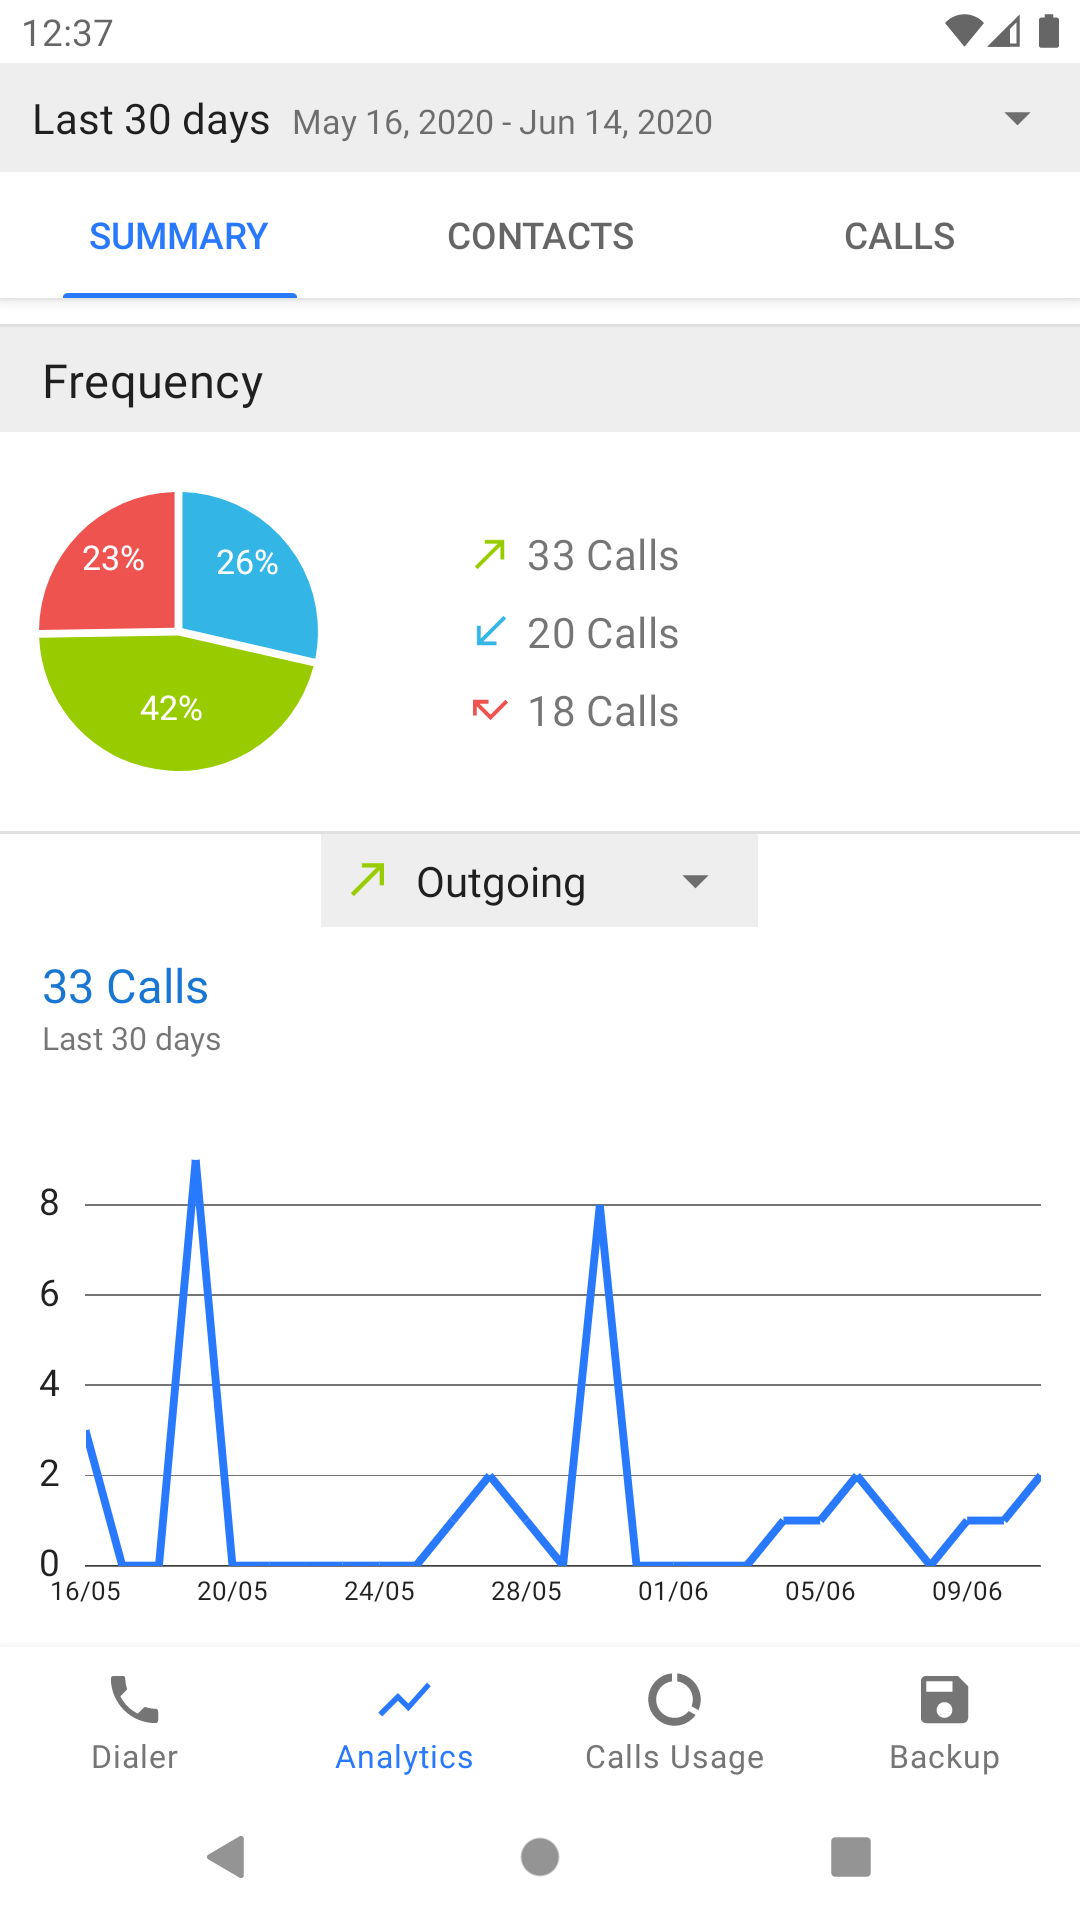 12:37
Last 30 days May 16, 2020 - Jun 14, 2020
SUMMARY CONTACTS CALLS
Frequency
23% 26%
42%
33 Calls
20 Calls
18 Calls
Outgoing
33 Calls
Last 30 days
8
6
4
2
0
16/05 20/05 24/05 28/05 01/06 05/06 09/06
Dialer Analytics Calls Usage Backup